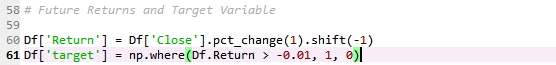 58 # Future Returns and Target Variable
59
60 Df['Return'] = Df['Close'].pct_change(1).shift(-1)
61 Df['target'] = np.where(Df.Return > -0.01, 1, 0)